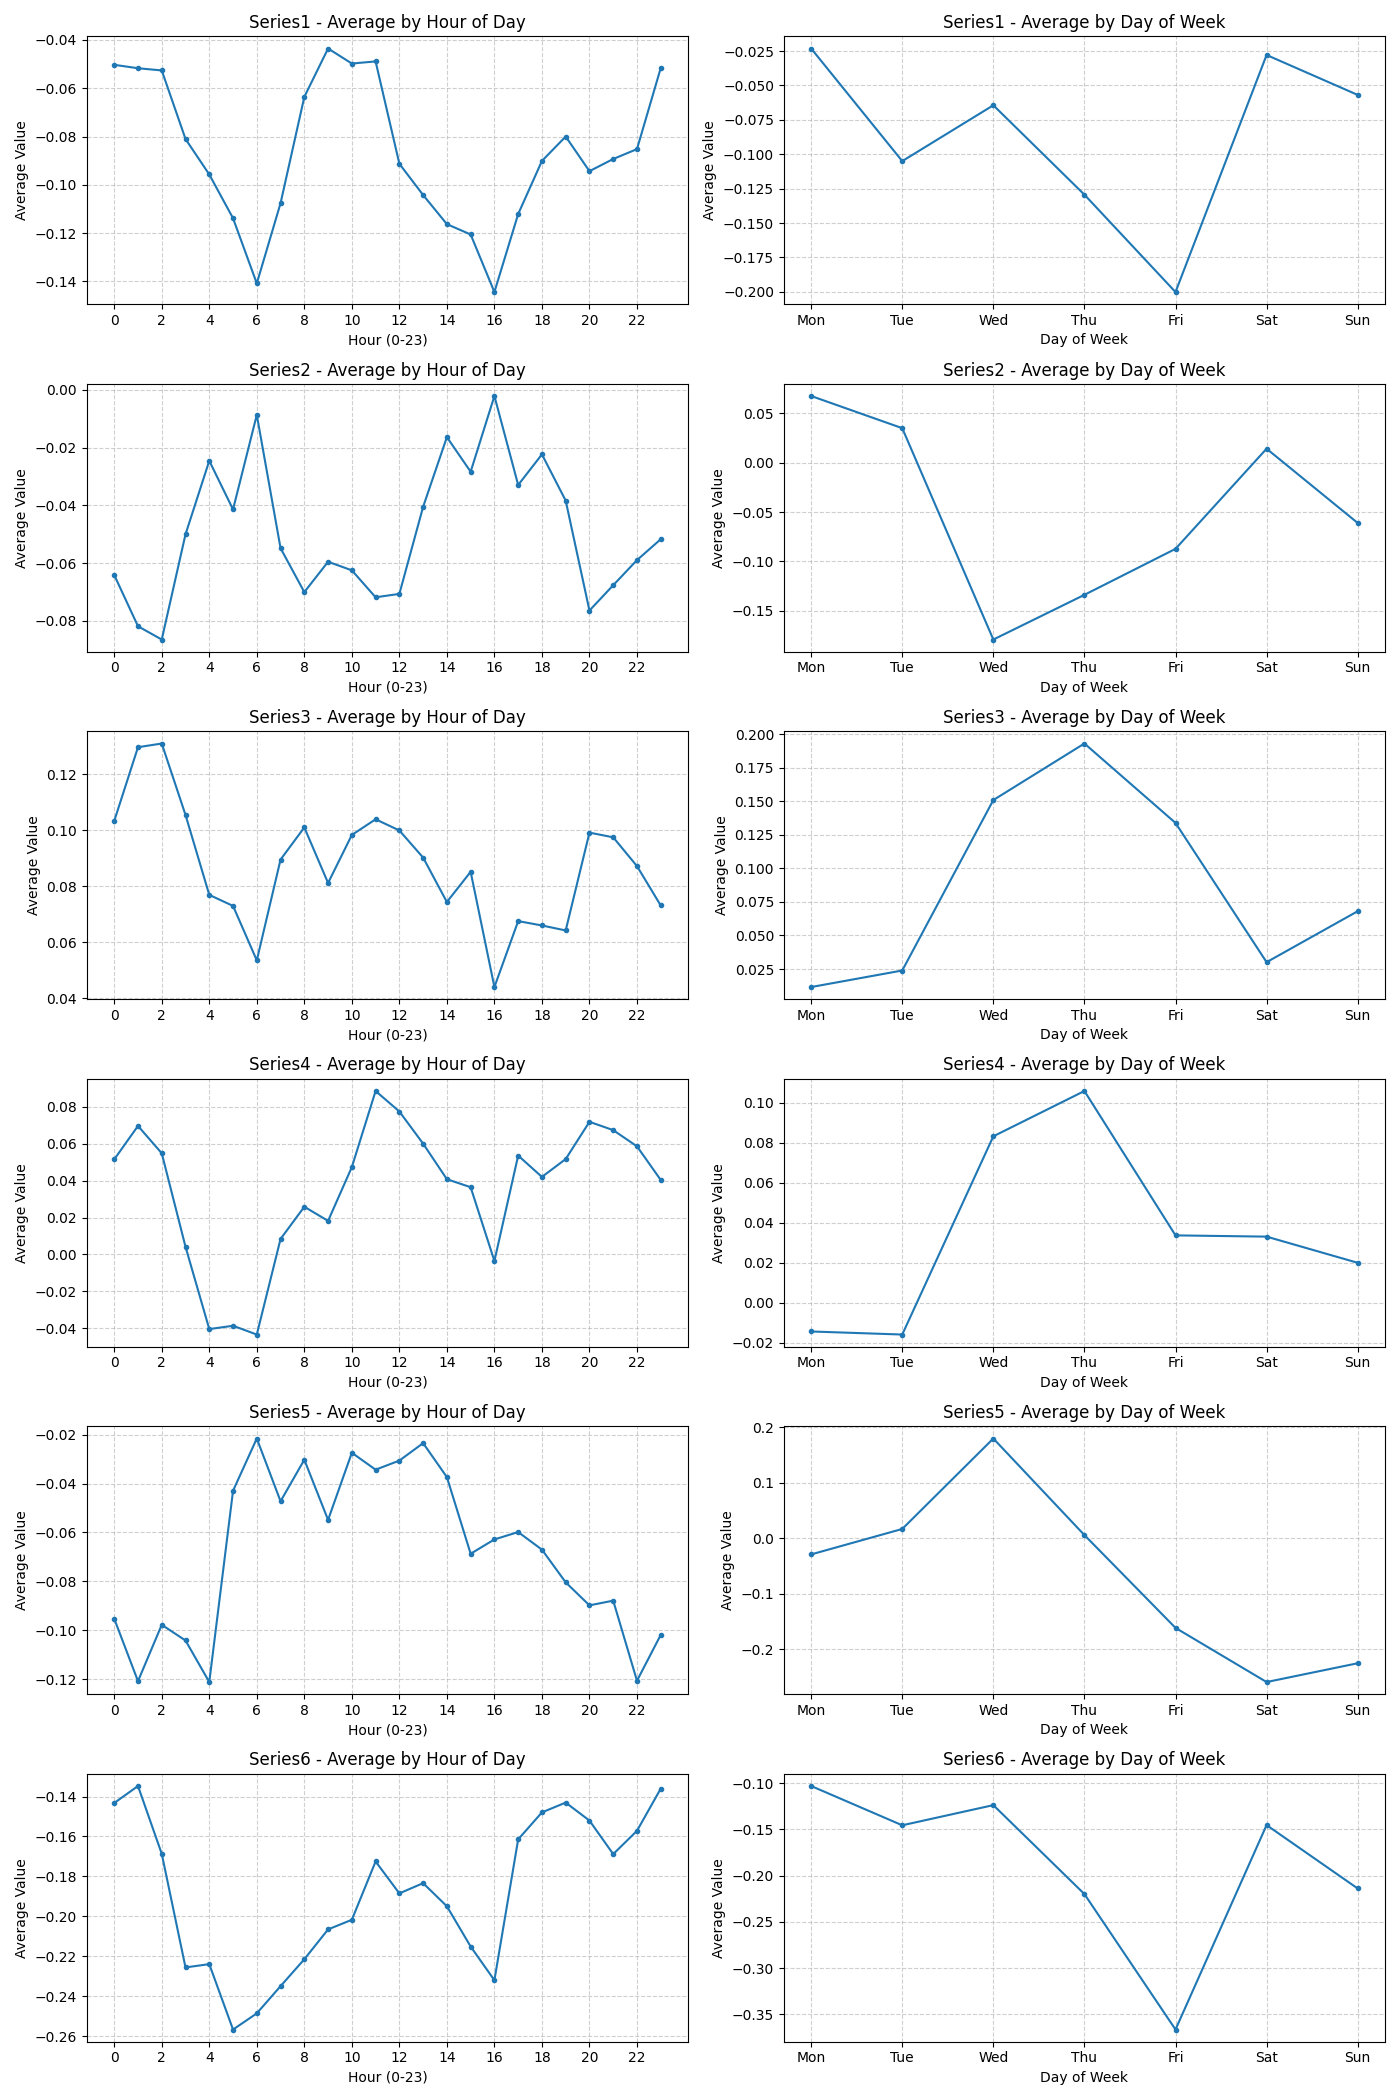 Series1 - Average by Hour of Day
Average Value
−0.04
−0.06
−0.08
−0.10
−0.12
−0.14
0 2 4 6 8 10 12 14 16 18 20 22
Hour (0-23)
Series1 - Average by Day of Week
Average Value
−0.025
−0.050
−0.075
−0.100
−0.125
−0.150
−0.175
−0.200
Mon Tue Wed Thu Fri Sat Sun
Day of Week
Series2 - Average by Hour of Day
Average Value
0.00
−0.02
−0.04
−0.06
−0.08
0 2 4 6 8 10 12 14 16 18 20 22
Hour (0-23)
Series2 - Average by Day of Week
Average Value
0.05
0.00
−0.05
−0.10
−0.15
Mon Tue Wed Thu Fri Sat Sun
Day of Week
Series3 - Average by Hour of Day
Average Value
0.12
0.10
0.08
0.06
0.04
0 2 4 6 8 10 12 14 16 18 20 22
Hour (0-23)
Series3 - Average by Day of Week
Average Value
0.200
0.175
0.150
0.125
0.100
0.075
0.050
0.025
Mon Tue Wed Thu Fri Sat Sun
Day of Week
Series4 - Average by Hour of Day
Average Value
0.08
0.06
0.04
0.02
0.00
−0.02
−0.04
0 2 4 6 8 10 12 14 16 18 20 22
Hour (0-23)
Series4 - Average by Day of Week
Average Value
0.10
0.08
0.06
0.04
0.02
0.00
−0.02
Mon Tue Wed Thu Fri Sat Sun
Day of Week
Series5 - Average by Hour of Day
Average Value
−0.02
−0.04
−0.06
−0.08
−0.10
−0.12
0 2 4 6 8 10 12 14 16 18 20 22
Hour (0-23)
Series5 - Average by Day of Week
Average Value
0.2
0.1
0.0
−0.1
−0.2
Mon Tue Wed Thu Fri Sat Sun
Day of Week
Series6 - Average by Hour of Day
Average Value
−0.14
−0.16
−0.18
−0.20
−0.22
−0.24
−0.26
0 2 4 6 8 10 12 14 16 18 20 22
Hour (0-23)
Series6 - Average by Day of Week
Average Value
−0.10
−0.15
−0.20
−0.25
−0.30
−0.35
Mon Tue Wed Thu Fri Sat Sun
Day of Week